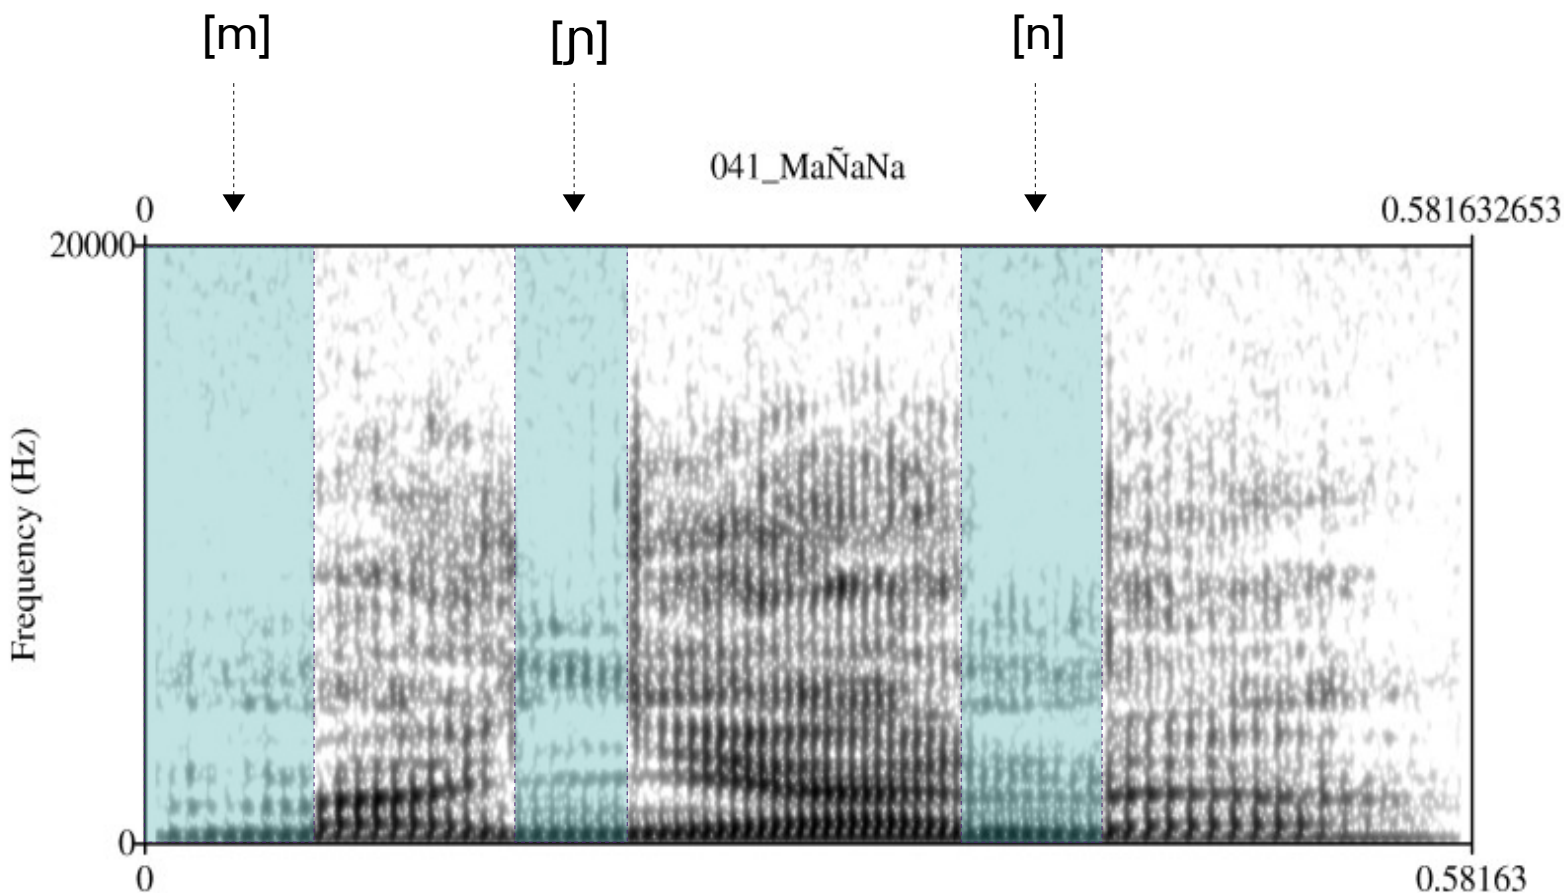 [m] [ɲ] [n]
041_MaÑaNa
0 0.581632653
20000
Frequency (Hz)
0
0 0.58163